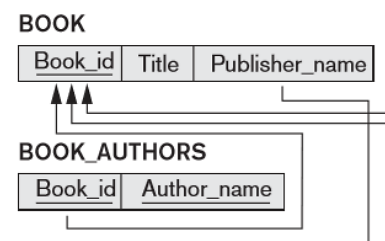 BOOK
Book_id Title Publisher_name
BOOK_AUTHORS
Book_id Author_name